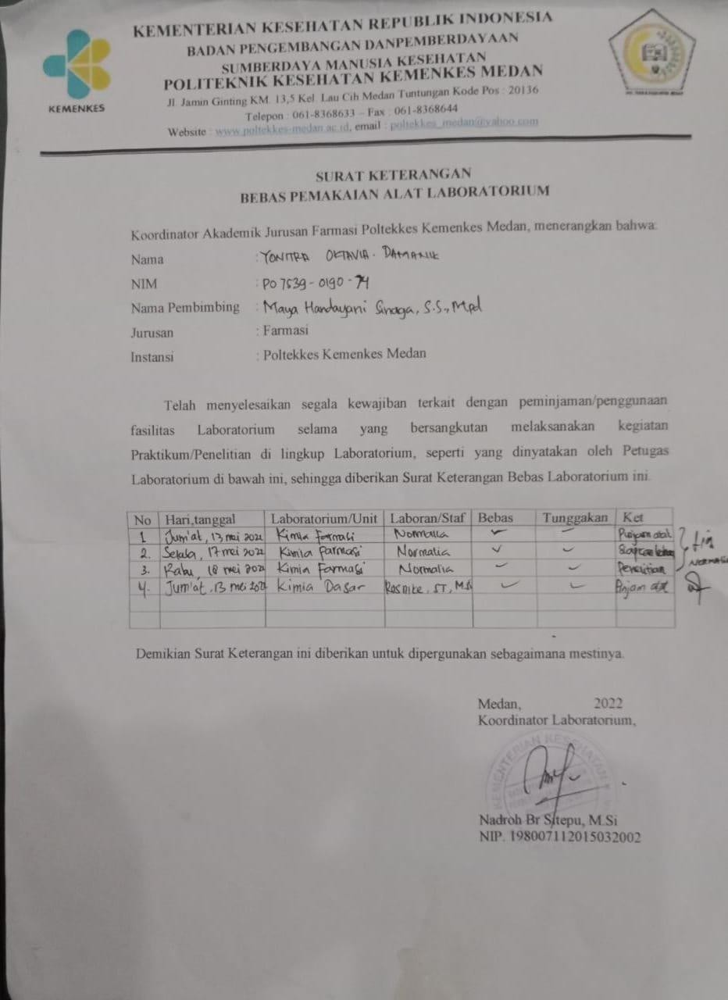 KEMENTERIAN KESEHATAN REPUBLIK INDONESIA
BADAN PENGEMBANGAN DANPEMBERDAYAAN
SUMBERDAYA MANUSIA KESEHATAN
POLITEKNIK KESEHATAN KEMENKES MEDAN
Jl. Jamin Ginting KM. 13,5 Kel. Lau Cih Medan Tuntungan Kode Pos : 20136
Telepon : 061-8368633 – Fax : 061-8368644
Website : www.poltekkes-medan.ac.id, email : poltekkes_medan@yahoo.com
KEMENKES
SURAT KETERANGAN
BEBAS PEMAKAIAN ALAT LABORATORIUM
Koordinator Akademik Jurusan Farmasi Poltekkes Kemenkes Medan, menerangkan bahwa:
Nama : YONITRA OKTAVIA. DAMANIK
NIM : PO 7539-0190-74
Nama Pembimbing : Maya Handayani Sinaga, S.S., Mpd
Jurusan : Farmasi
Instansi : Poltekkes Kemenkes Medan
Telah menyelesaikan segala kewajiban terkait dengan peminjaman/penggunaan
fasilitas Laboratorium selama yang bersangkutan melaksanakan kegiatan
Praktikum/Penelitian di lingkup Laboratorium, seperti yang dinyatakan oleh Petugas
Laboratorium di bawah ini, sehingga diberikan Surat Keterangan Bebas Laboratorium ini.
No Hari,tanggal Laboratorium/Unit Laboran/Staf Bebas Tunggakan Ket
1 Jum'at, 13 mei 2022 Kimia Farmasi Normalia ✓ –
2. Selasa, 17 mei 2022 Kimia Farmasi Normalia ✓ –
3. Rabu, 18 mei 2022 Kimia Farmasi Normalia ✓ – Penelitian
NORMALIA
4. Jum'at, 13 mei 2022 Kimia Dasar Rosnike, ST, M.Si ✓ – Pinjam alat
Demikian Surat Keterangan ini diberikan untuk dipergunakan sebagaimana mestinya.
Medan, 2022
Koordinator Laboratorium,
KEMENTERIAN KESEHATAN
Nadroh Br Sitepu, M.Si
NIP. 198007112015032002